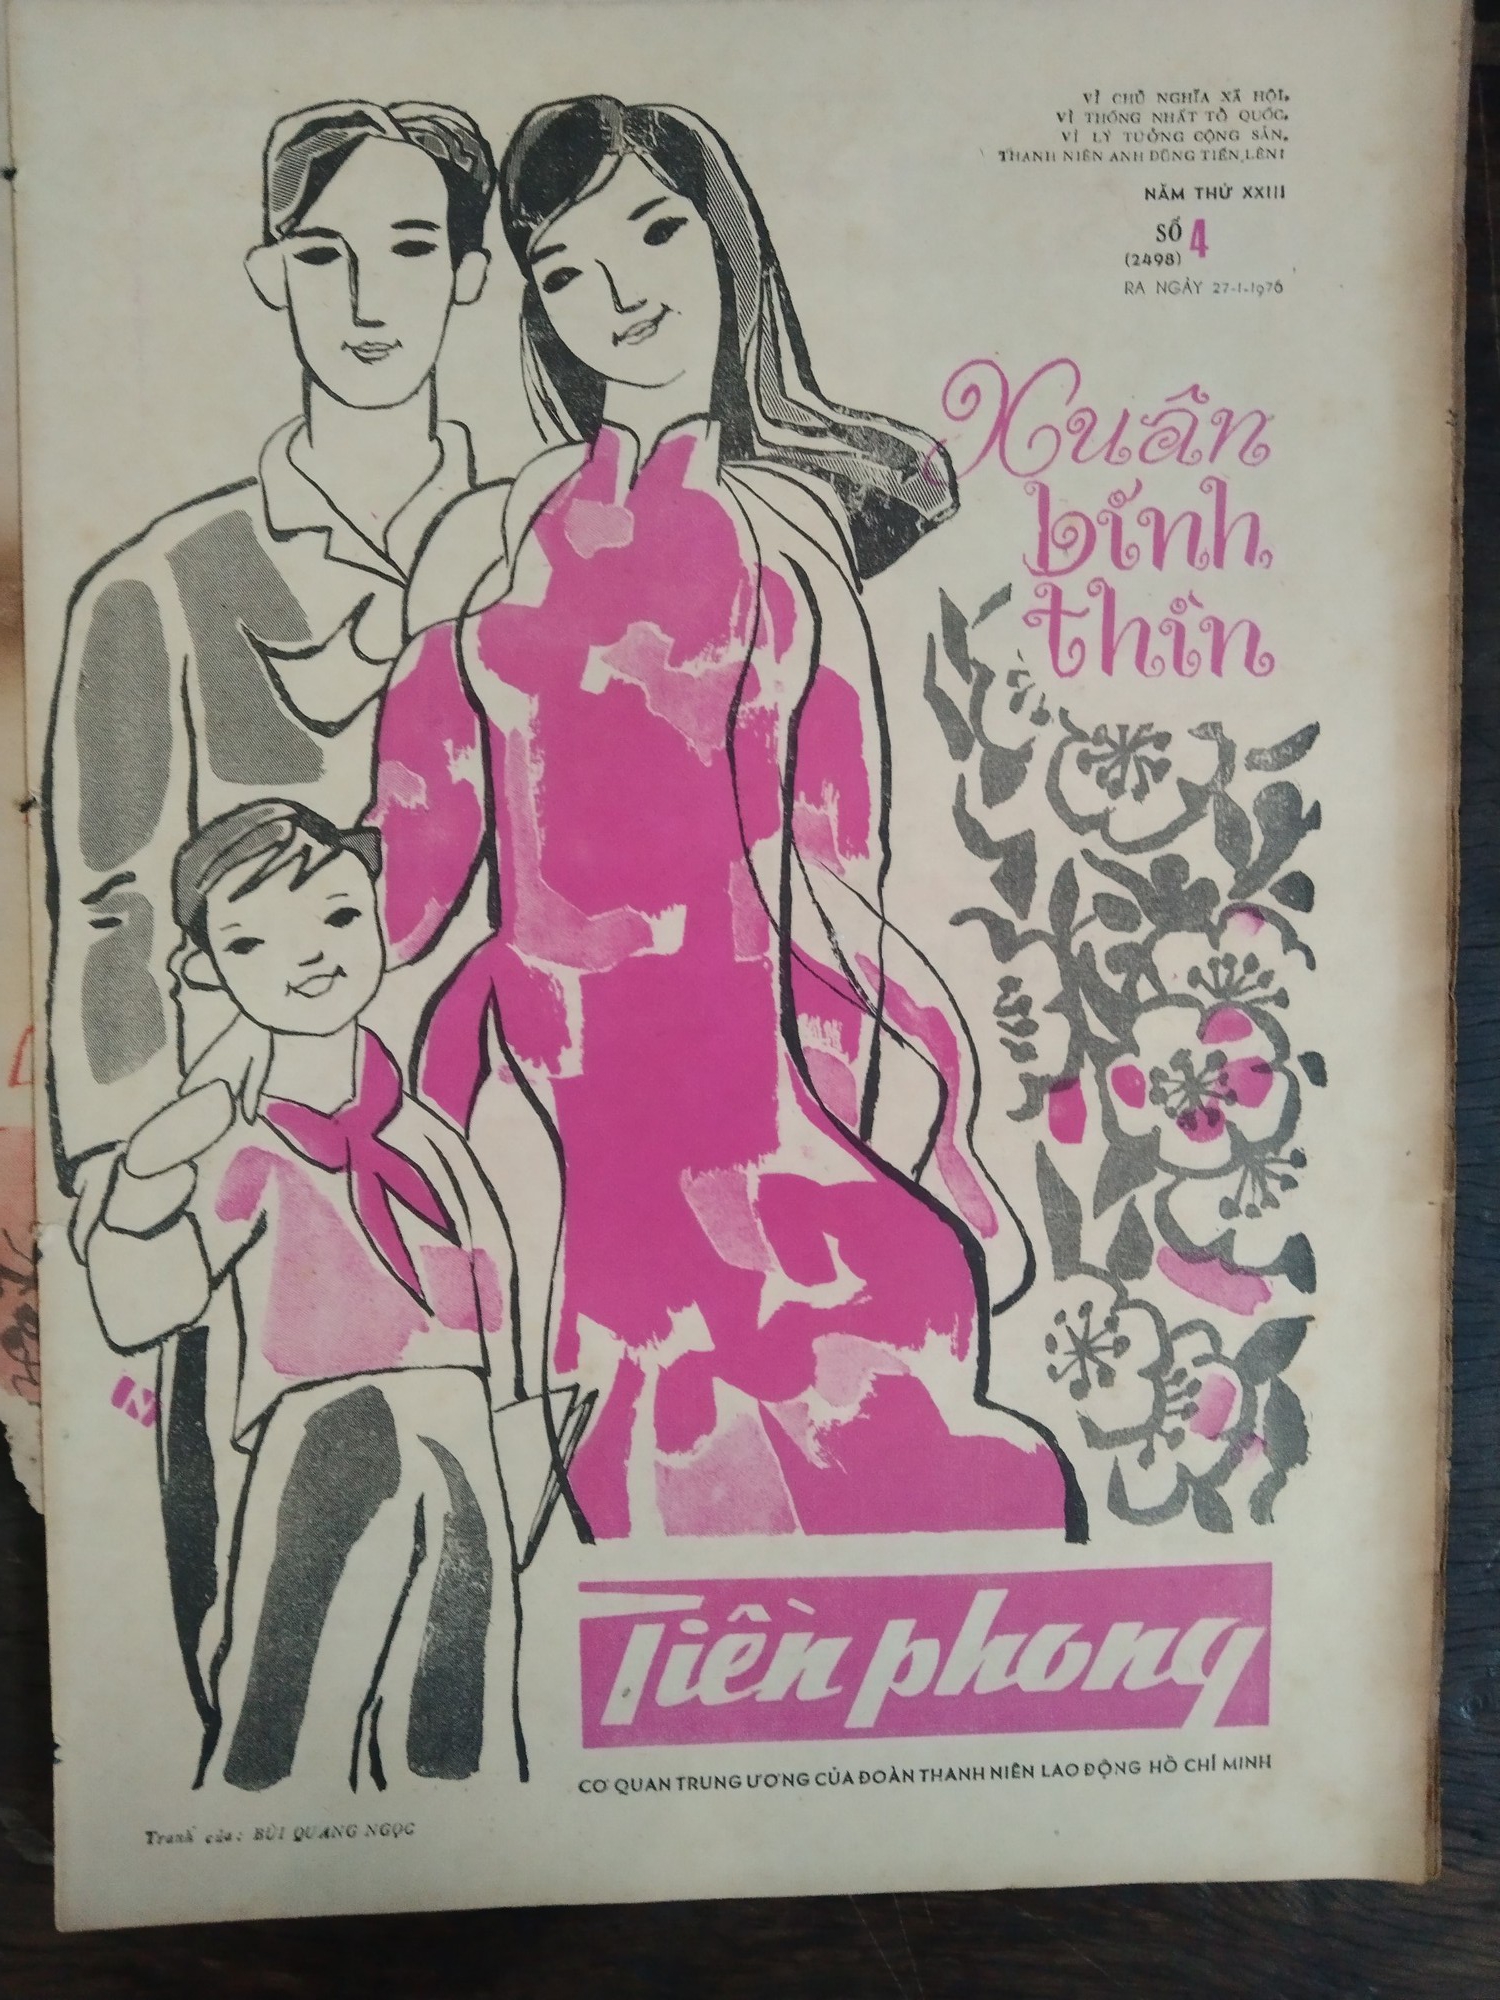 VÌ CHỦ NGHĨA XÃ HỘI,
VÌ THỐNG NHẤT TỔ QUỐC,
VÌ LÝ TƯỞNG CỘNG SẢN,
THANH NIÊN ANH DŨNG TIẾN LÊN!
NĂM THỨ XXIII
SỐ 4
(2498)
RA NGÀY 27-1-1976
Xuân
bính
thìn
Tiền phong
CƠ QUAN TRUNG ƯƠNG CỦA ĐOÀN THANH NIÊN LAO ĐỘNG HỒ CHÍ MINH
Tranh của: BÙI QUANG NGỌC